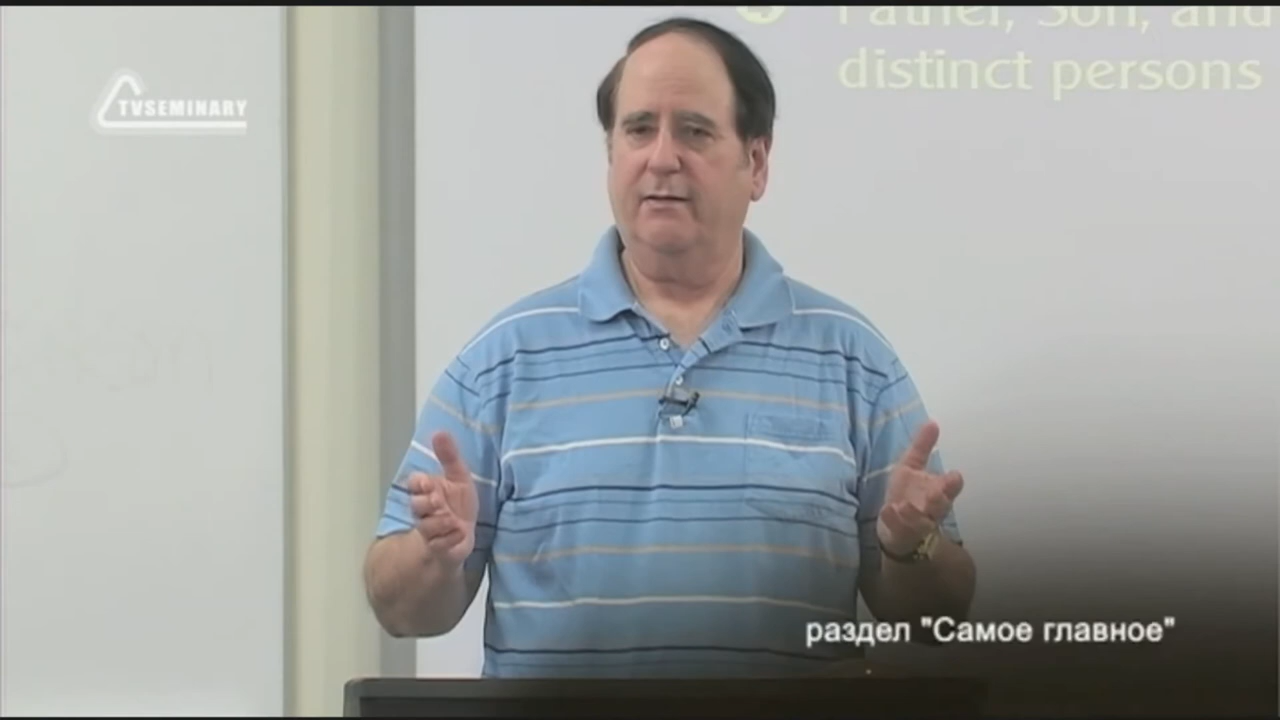 Father, Son, and
distinct persons
TVSEMINARY
раздел "Самое главное"